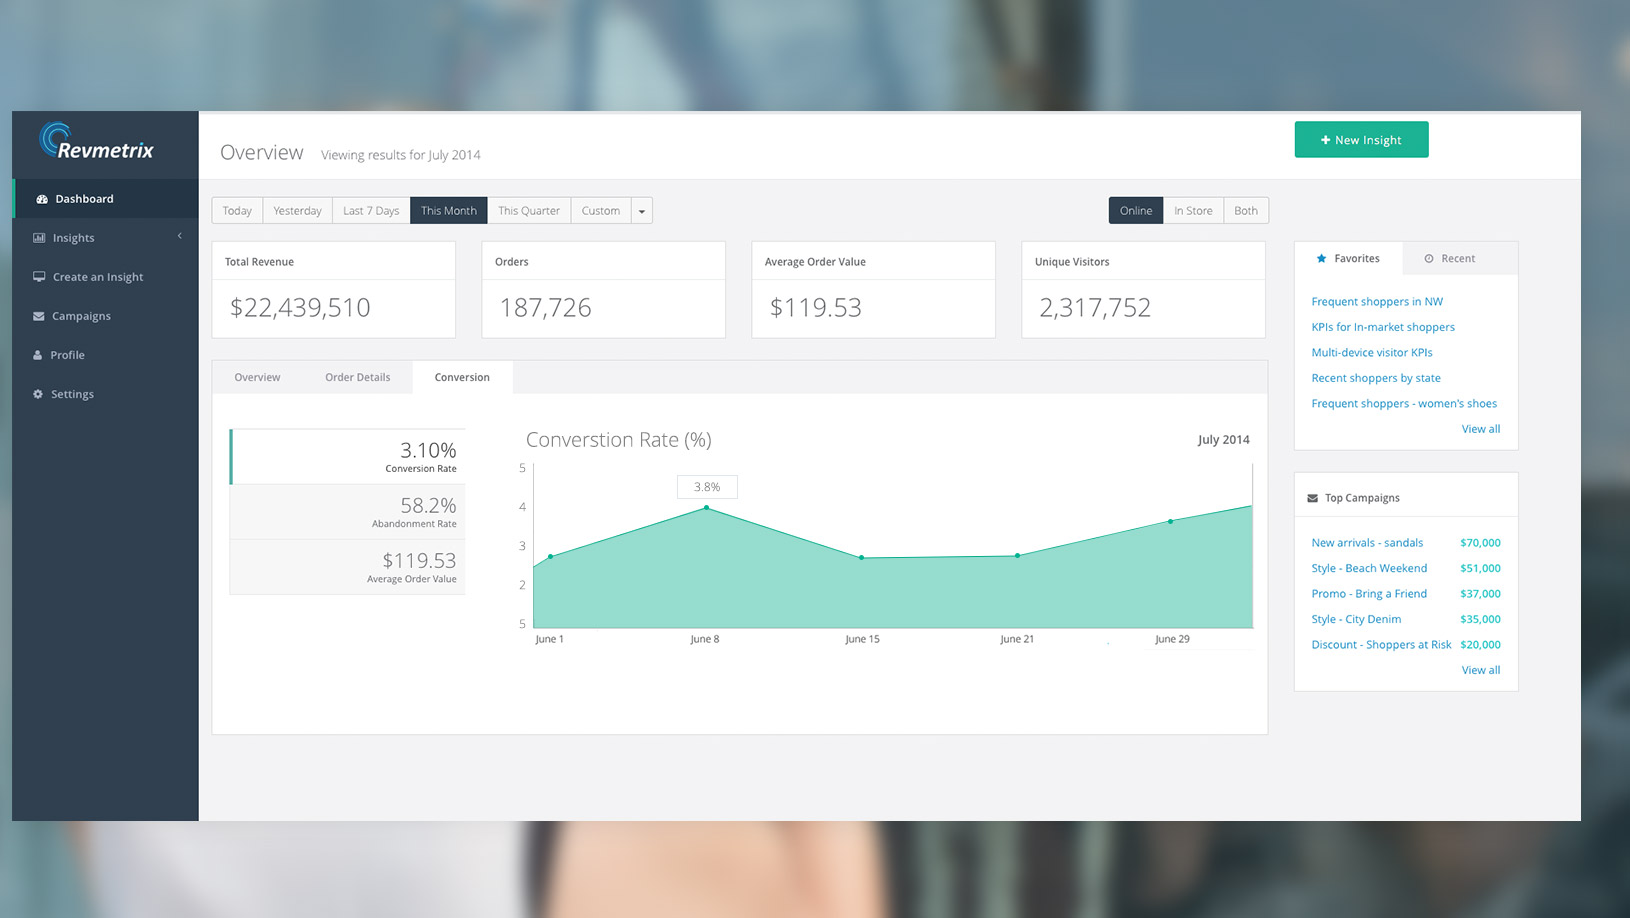 Revmetrix
Overview Viewing results for July 2014
New Insight
Dashboard
Insights
Create an Insight
Campaigns
Profile
Settings
Today Yesterday Last 7 Days This Month This Quarter Custom
Online In Store Both
Total Revenue
$22,439,510
Orders
187,726
Average Order Value
$119.53
Unique Visitors
2,317,752
Overview Order Details Conversion
3.10%
Conversion Rate
58.2%
Abandonment Rate
$119.53
Average Order Value
Converstion Rate (%)
July 2014
5
4
3
2
5
3.8%
June 1 June 8 June 15 June 21 June 29
Favorites Recent
Frequent shoppers in NW
KPIs for In-market shoppers
Multi-device visitor KPIs
Recent shoppers by state
Frequent shoppers - women's shoes
View all
Top Campaigns
New arrivals - sandals $70,000
Style - Beach Weekend $51,000
Promo - Bring a Friend $37,000
Style - City Denim $35,000
Discount - Shoppers at Risk $20,000
View all